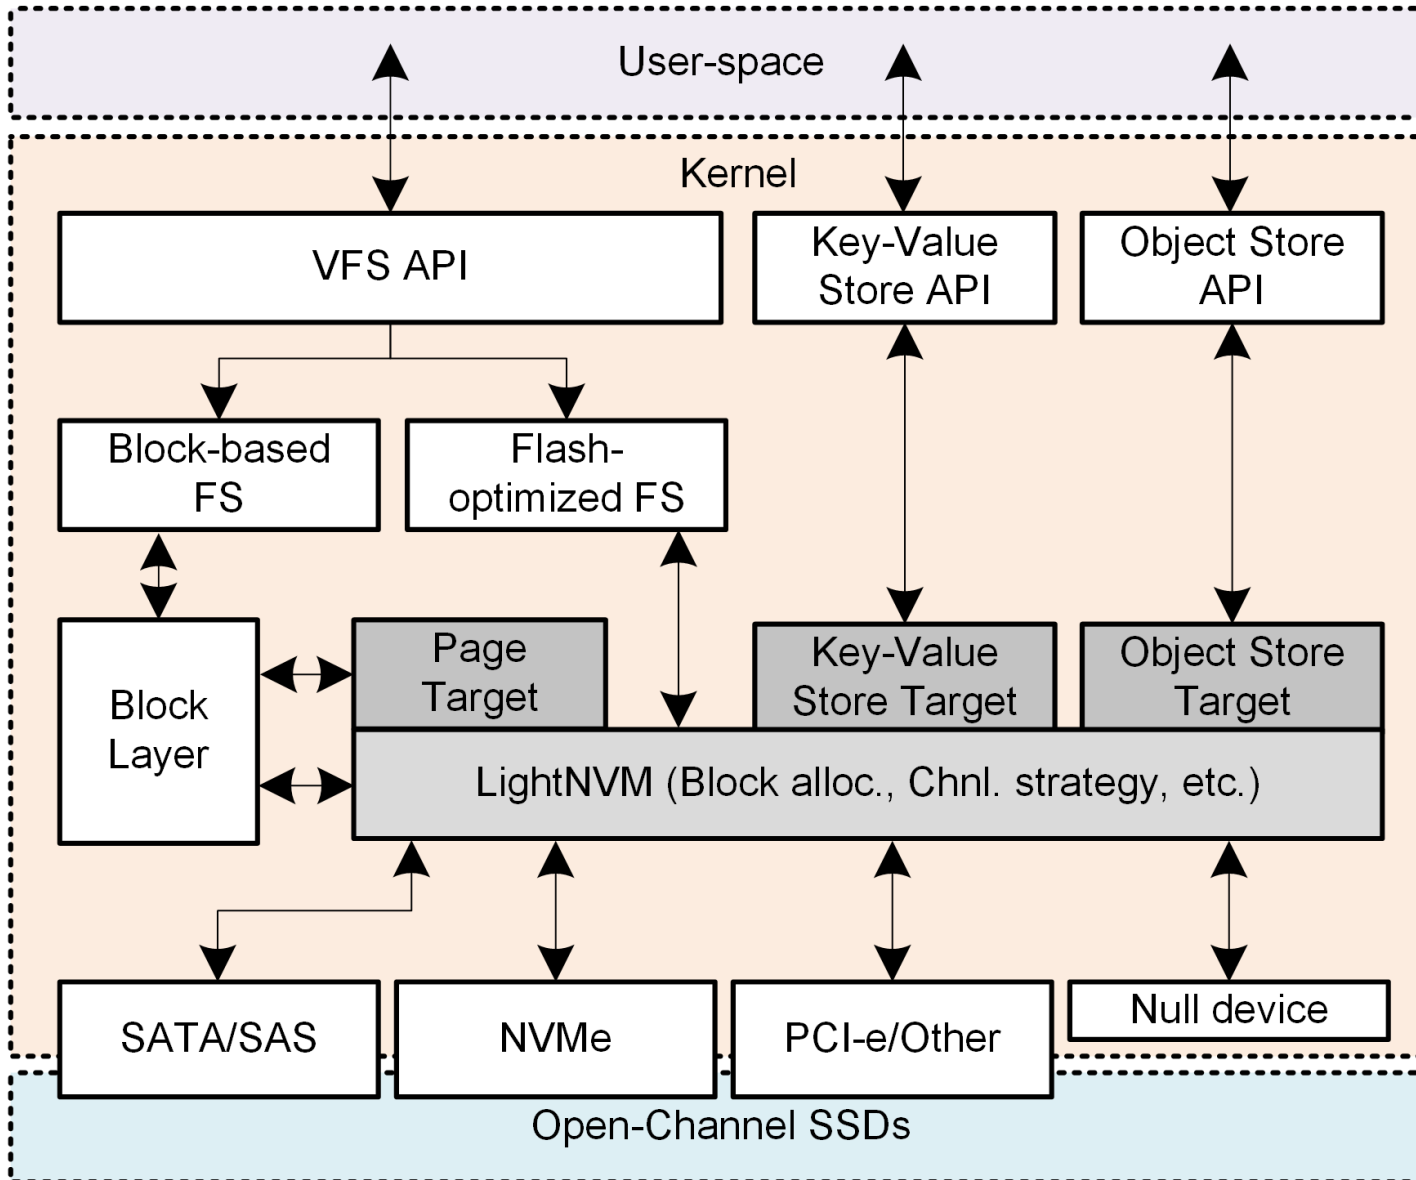 User-space
Kernel
VFS API
Key-Value
Store API
Object Store
API
Block-based
FS
Flash-
optimized FS
Block
Layer
Page
Target
Key-Value
Store Target
Object Store
Target
LightNVM (Block alloc., Chnl. strategy, etc.)
SATA/SAS
NVMe
PCI-e/Other
Null device
Open-Channel SSDs